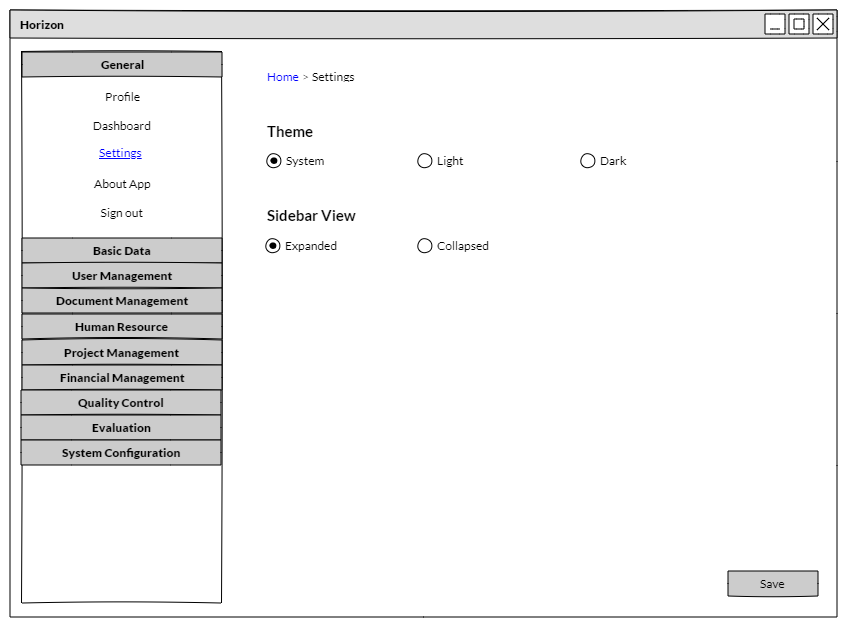 Horizon
General
Profile
Dashboard
Settings
About App
Sign out
Basic Data
User Management
Document Management
Human Resource
Project Management
Financial Management
Quality Control
Evaluation
System Configuration
Home > Settings
Theme
System Light Dark
Sidebar View
Expanded Collapsed
Save